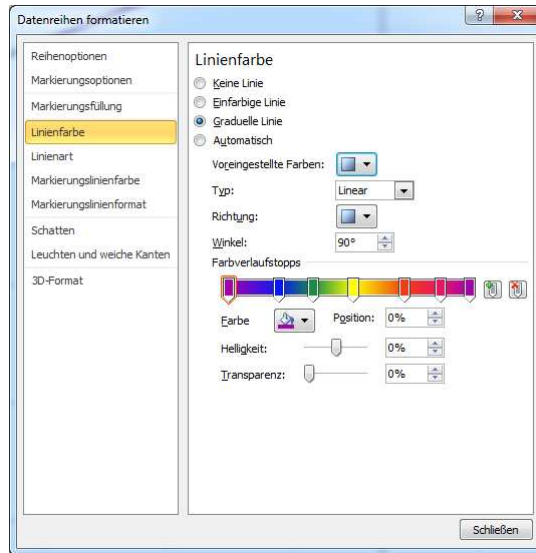 Datenreihen formatieren
Reihenoptionen
Markierungsoptionen
Markierungsfüllung
Linienfarbe
Linienart
Markierungslinienfarbe
Markierungslinienformat
Schatten
Leuchten und weiche Kanten
3D-Format
Linienfarbe
Keine Linie
Einfarbige Linie
Graduelle Linie
Automatisch
Voreingestellte Farben:
Typ: Linear
Richtung:
Winkel: 90°
Farbverlaufstopps
Farbe Position: 0%
Helligkeit: 0%
Transparenz: 0%
Schließen